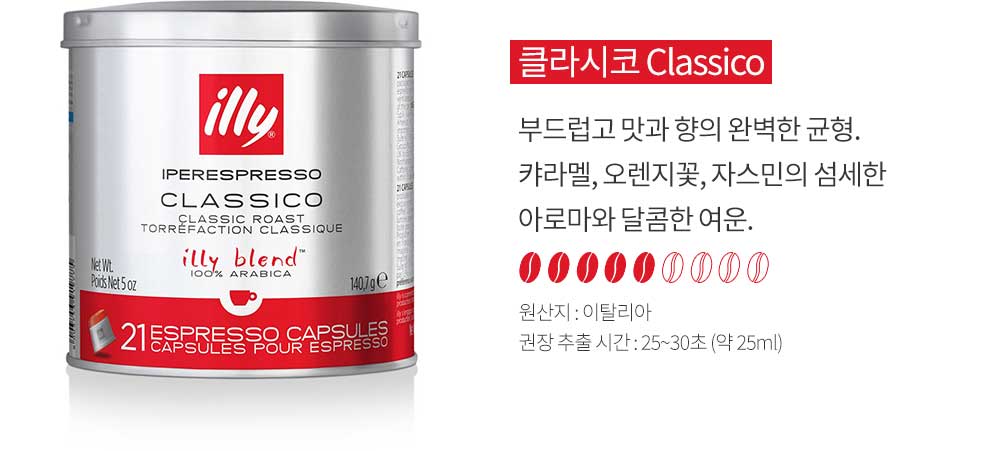 illy®
IPERESPRESSO
CLASSICO
CLASSIC ROAST
TORRÉFACTION CLASSIQUE
illy blend™
100% ARABICA
Net Wt.
Poids Net 5 oz
140,7 g ℮
21 ESPRESSO CAPSULES
CAPSULES POUR ESPRESSO
클라시코 Classico
부드럽고 맛과 향의 완벽한 균형.
캬라멜, 오렌지꽃, 자스민의 섬세한
아로마와 달콤한 여운.
원산지 : 이탈리아
권장 추출 시간 : 25~30초 (약 25ml)